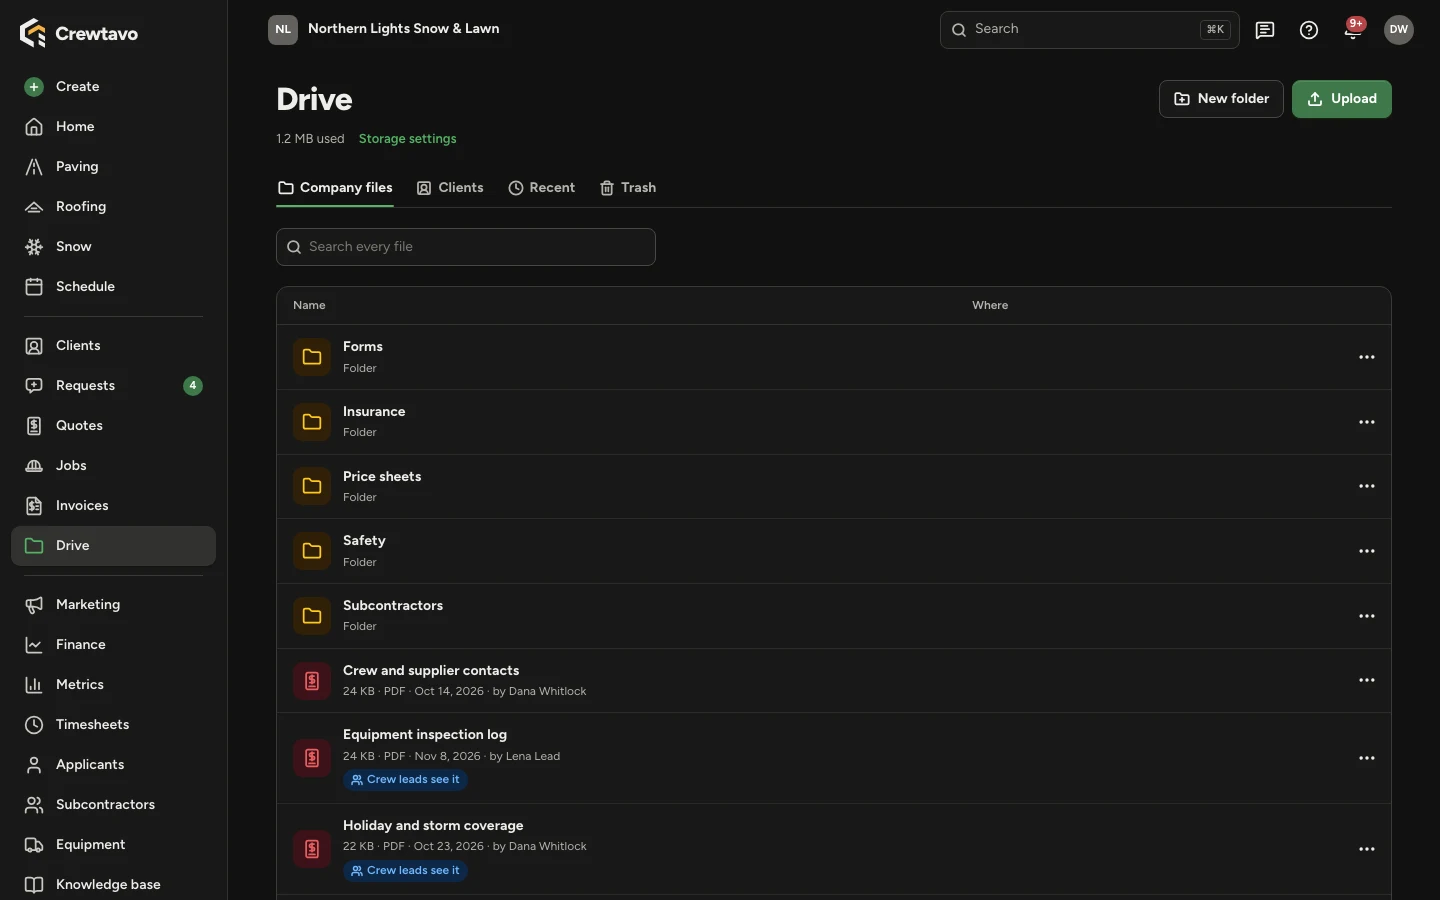 Crewtavo
NL
Northern Lights Snow & Lawn
Search
⌘K
9+
DW
Create
Home
Paving
Roofing
Snow
Schedule
Clients
Requests
4
Quotes
Jobs
Invoices
Drive
Marketing
Finance
Metrics
Timesheets
Applicants
Subcontractors
Equipment
Knowledge base
Drive
New folder
Upload
1.2 MB used
Storage settings
Company files
Clients
Recent
Trash
Search every file
Name
Where
Forms
Folder
Insurance
Folder
Price sheets
Folder
Safety
Folder
Subcontractors
Folder
Crew and supplier contacts
24 KB · PDF · Oct 14, 2026 · by Dana Whitlock
Equipment inspection log
24 KB · PDF · Nov 8, 2026 · by Lena Lead
Crew leads see it
Holiday and storm coverage
22 KB · PDF · Oct 23, 2026 · by Dana Whitlock
Crew leads see it